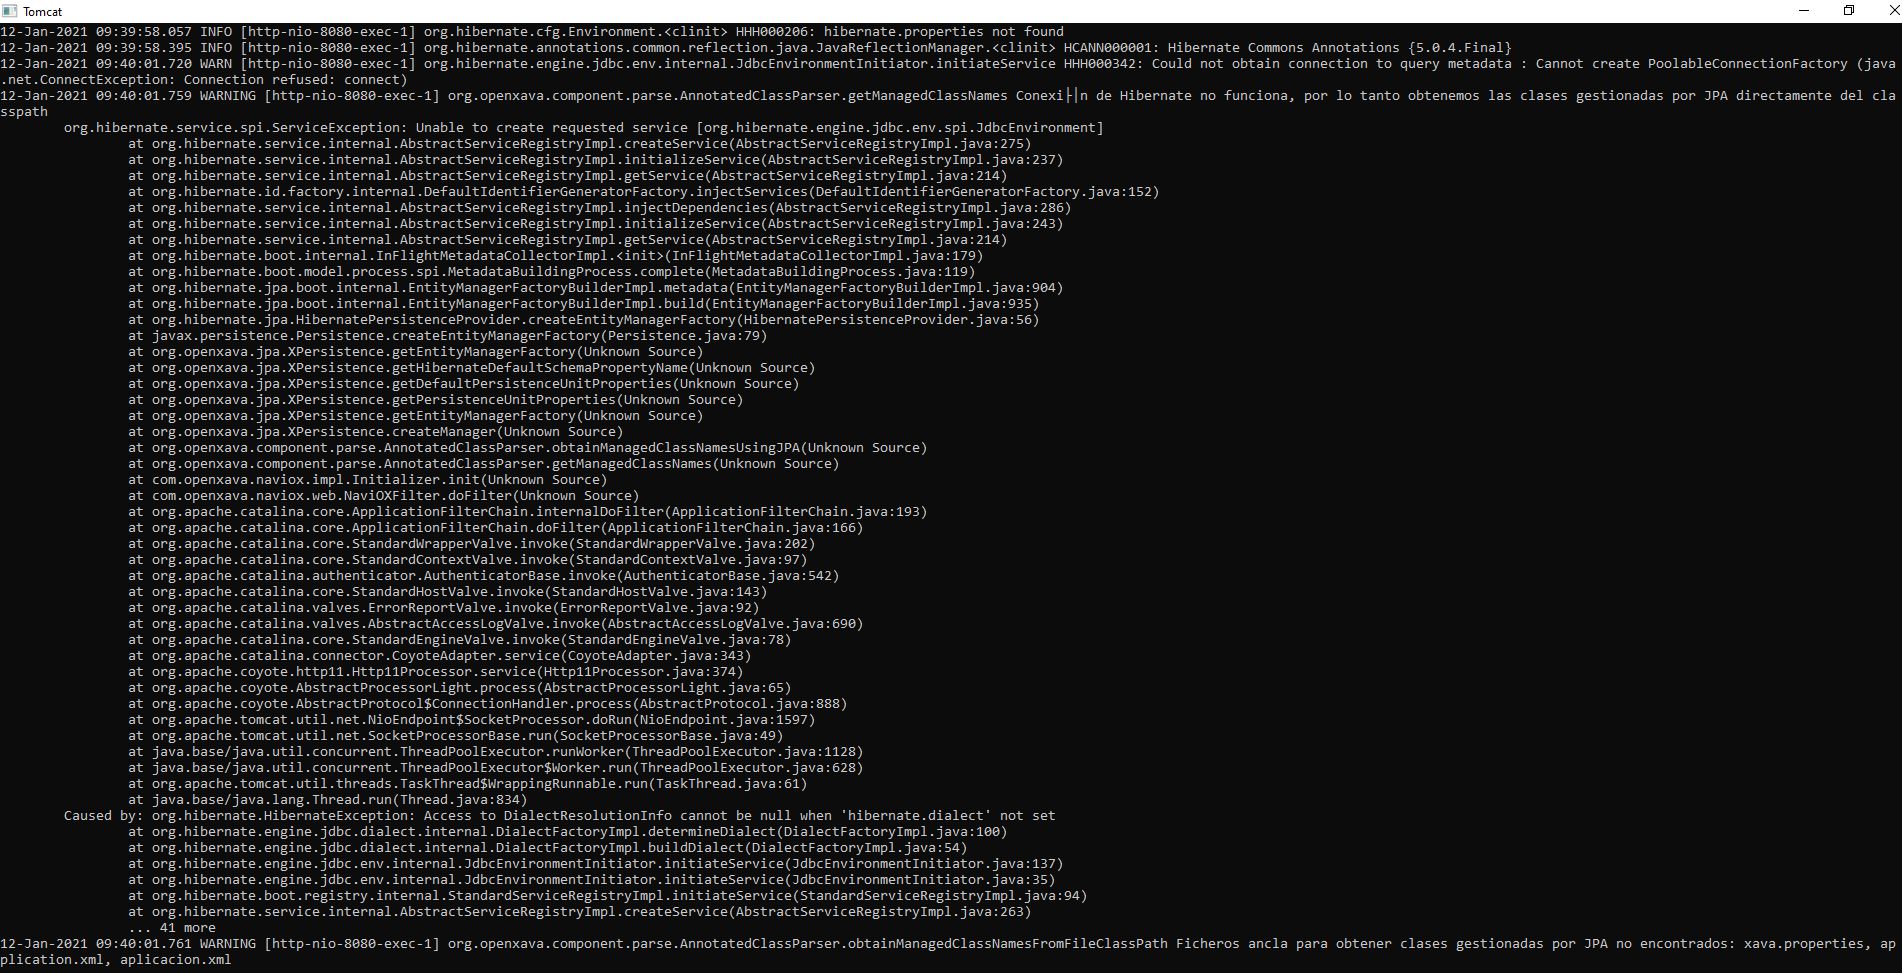 Tomcat
12-Jan-2021 09:39:58.057 INFO [http-nio-8080-exec-1] org.hibernate.cfg.Environment.<clinit> HHH000206: hibernate.properties not found
12-Jan-2021 09:39:58.395 INFO [http-nio-8080-exec-1] org.hibernate.annotations.common.reflection.java.JavaReflectionManager.<clinit> HCANN000001: Hibernate Commons Annotations {5.0.4.Final}
12-Jan-2021 09:40:01.720 WARN [http-nio-8080-exec-1] org.hibernate.engine.jdbc.env.internal.JdbcEnvironmentInitiator.initiateService HHH000342: Could not obtain connection to query metadata : Cannot create PoolableConnectionFactory (java
.net.ConnectException: Connection refused: connect)
12-Jan-2021 09:40:01.759 WARNING [http-nio-8080-exec-1] org.openxava.component.parse.AnnotatedClassParser.getManagedClassNames Conexi├│n de Hibernate no funciona, por lo tanto obtenemos las clases gestionadas por JPA directamente del cla
sspath
org.hibernate.service.spi.ServiceException: Unable to create requested service [org.hibernate.engine.jdbc.env.spi.JdbcEnvironment]
at org.hibernate.service.internal.AbstractServiceRegistryImpl.createService(AbstractServiceRegistryImpl.java:275)
at org.hibernate.service.internal.AbstractServiceRegistryImpl.initializeService(AbstractServiceRegistryImpl.java:237)
at org.hibernate.service.internal.AbstractServiceRegistryImpl.getService(AbstractServiceRegistryImpl.java:214)
at org.hibernate.id.factory.internal.DefaultIdentifierGeneratorFactory.injectServices(DefaultIdentifierGeneratorFactory.java:152)
at org.hibernate.service.internal.AbstractServiceRegistryImpl.injectDependencies(AbstractServiceRegistryImpl.java:286)
at org.hibernate.service.internal.AbstractServiceRegistryImpl.initializeService(AbstractServiceRegistryImpl.java:243)
at org.hibernate.service.internal.AbstractServiceRegistryImpl.getService(AbstractServiceRegistryImpl.java:214)
at org.hibernate.boot.internal.InFlightMetadataCollectorImpl.<init>(InFlightMetadataCollectorImpl.java:179)
at org.hibernate.boot.model.process.spi.MetadataBuildingProcess.complete(MetadataBuildingProcess.java:119)
at org.hibernate.jpa.boot.internal.EntityManagerFactoryBuilderImpl.metadata(EntityManagerFactoryBuilderImpl.java:904)
at org.hibernate.jpa.boot.internal.EntityManagerFactoryBuilderImpl.build(EntityManagerFactoryBuilderImpl.java:935)
at org.hibernate.jpa.HibernatePersistenceProvider.createEntityManagerFactory(HibernatePersistenceProvider.java:56)
at javax.persistence.Persistence.createEntityManagerFactory(Persistence.java:79)
at org.openxava.jpa.XPersistence.getEntityManagerFactory(Unknown Source)
at org.openxava.jpa.XPersistence.getHibernateDefaultSchemaPropertyName(Unknown Source)
at org.openxava.jpa.XPersistence.getDefaultPersistenceUnitProperties(Unknown Source)
at org.openxava.jpa.XPersistence.getPersistenceUnitProperties(Unknown Source)
at org.openxava.jpa.XPersistence.getEntityManagerFactory(Unknown Source)
at org.openxava.jpa.XPersistence.createManager(Unknown Source)
at org.openxava.component.parse.AnnotatedClassParser.obtainManagedClassNamesUsingJPA(Unknown Source)
at org.openxava.component.parse.AnnotatedClassParser.getManagedClassNames(Unknown Source)
at com.openxava.naviox.impl.Initializer.init(Unknown Source)
at com.openxava.naviox.web.NaviOXFilter.doFilter(Unknown Source)
at org.apache.catalina.core.ApplicationFilterChain.internalDoFilter(ApplicationFilterChain.java:193)
at org.apache.catalina.core.ApplicationFilterChain.doFilter(ApplicationFilterChain.java:166)
at org.apache.catalina.core.StandardWrapperValve.invoke(StandardWrapperValve.java:202)
at org.apache.catalina.core.StandardContextValve.invoke(StandardContextValve.java:97)
at org.apache.catalina.authenticator.AuthenticatorBase.invoke(AuthenticatorBase.java:542)
at org.apache.catalina.core.StandardHostValve.invoke(StandardHostValve.java:143)
at org.apache.catalina.valves.ErrorReportValve.invoke(ErrorReportValve.java:92)
at org.apache.catalina.valves.AbstractAccessLogValve.invoke(AbstractAccessLogValve.java:690)
at org.apache.catalina.core.StandardEngineValve.invoke(StandardEngineValve.java:78)
at org.apache.catalina.connector.CoyoteAdapter.service(CoyoteAdapter.java:343)
at org.apache.coyote.http11.Http11Processor.service(Http11Processor.java:374)
at org.apache.coyote.AbstractProcessorLight.process(AbstractProcessorLight.java:65)
at org.apache.coyote.AbstractProtocol$ConnectionHandler.process(AbstractProtocol.java:888)
at org.apache.tomcat.util.net.NioEndpoint$SocketProcessor.doRun(NioEndpoint.java:1597)
at org.apache.tomcat.util.net.SocketProcessorBase.run(SocketProcessorBase.java:49)
at java.base/java.util.concurrent.ThreadPoolExecutor.runWorker(ThreadPoolExecutor.java:1128)
at java.base/java.util.concurrent.ThreadPoolExecutor$Worker.run(ThreadPoolExecutor.java:628)
at org.apache.tomcat.util.threads.TaskThread$WrappingRunnable.run(TaskThread.java:61)
at java.base/java.lang.Thread.run(Thread.java:834)
Caused by: org.hibernate.HibernateException: Access to DialectResolutionInfo cannot be null when 'hibernate.dialect' not set
at org.hibernate.engine.jdbc.dialect.internal.DialectFactoryImpl.determineDialect(DialectFactoryImpl.java:100)
at org.hibernate.engine.jdbc.dialect.internal.DialectFactoryImpl.buildDialect(DialectFactoryImpl.java:54)
at org.hibernate.engine.jdbc.env.internal.JdbcEnvironmentInitiator.initiateService(JdbcEnvironmentInitiator.java:137)
at org.hibernate.engine.jdbc.env.internal.JdbcEnvironmentInitiator.initiateService(JdbcEnvironmentInitiator.java:35)
at org.hibernate.boot.registry.internal.StandardServiceRegistryImpl.initiateService(StandardServiceRegistryImpl.java:94)
at org.hibernate.service.internal.AbstractServiceRegistryImpl.createService(AbstractServiceRegistryImpl.java:263)
... 41 more
12-Jan-2021 09:40:01.761 WARNING [http-nio-8080-exec-1] org.openxava.component.parse.AnnotatedClassParser.obtainManagedClassNamesFromFileClassPath Ficheros ancla para obtener clases gestionadas por JPA no encontrados: xava.properties, ap
plication.xml, aplicacion.xml